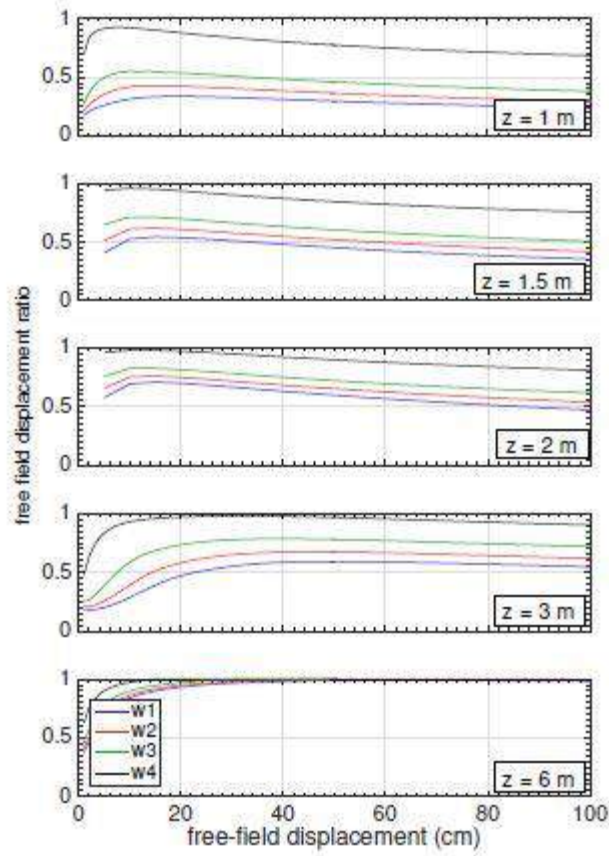 1
0.5
0
z = 1 m
1
0.5
0
z = 1.5 m
free field displacement ratio
1
0.5
0
z = 2 m
1
0.5
0
z = 3 m
1
0.5
0
w1
w2
w3
w4
z = 6 m
0 20 40 60 80 100
free-field displacement (cm)